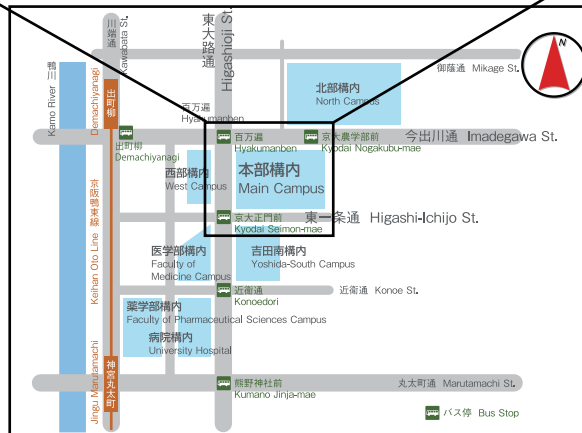 川端通
Kawabata St.
東大路通
Higashioji St.
N
鴨川
Kamo River
出町柳
Demachiyanagi
御蔭通 Mikage St.
北部構内
North Campus
百万遍
Hyakumanben
出町柳
Demachiyanagi
百万遍
Hyakumanben
京大農学部前
Kyodai Nogakubu-mae
今出川通 Imadegawa St.
西部構内
West Campus
本部構内
Main Campus
京阪鴨東線
Keihan Oto Line
京大正門前
Kyodai Seimon-mae
東一条通 Higashi-Ichijo St.
医学部構内
Faculty of
Medicine Campus
吉田南構内
Yoshida-South Campus
近衛通
Konoedori
近衛通 Konoe St.
薬学部構内
Faculty of Pharmaceutical Sciences Campus
病院構内
University Hospital
神宮丸太町
Jingu Marutamachi
熊野神社前
Kumano Jinja-mae
丸太町通 Marutamachi St.
バス停 Bus Stop